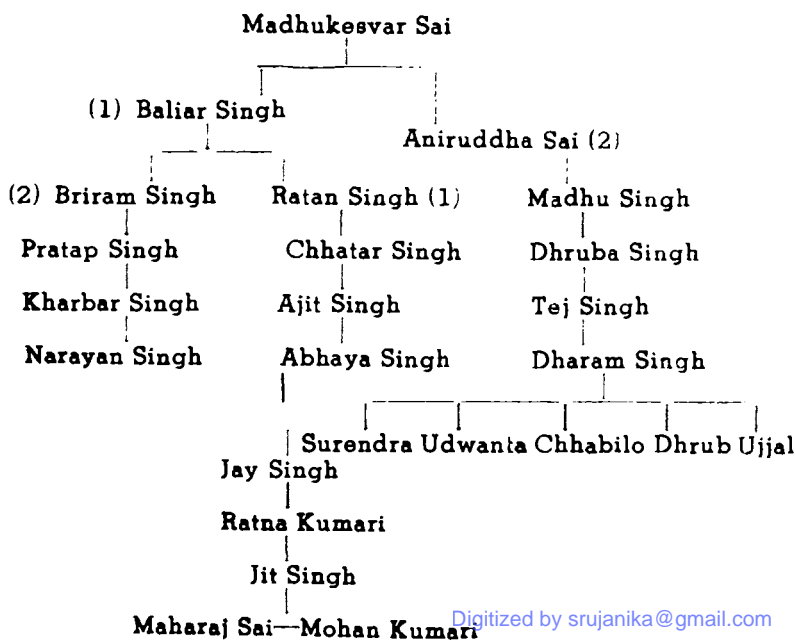 Madhukesvar Sai
(1) Baliar Singh
Aniruddha Sai (2)
(2) Briram Singh Ratan Singh (1) Madhu Singh
Pratap Singh Chhatar Singh Dhruba Singh
Kharbar Singh Ajit Singh Tej Singh
Narayan Singh Abhaya Singh Dharam Singh
Surendra Udwanta Chhabilo Dhrub Ujjal
Jay Singh
Ratna Kumari
Jit Singh
Maharaj Sai—Mohan Kumari
Digitized by srujanika@gmail.com